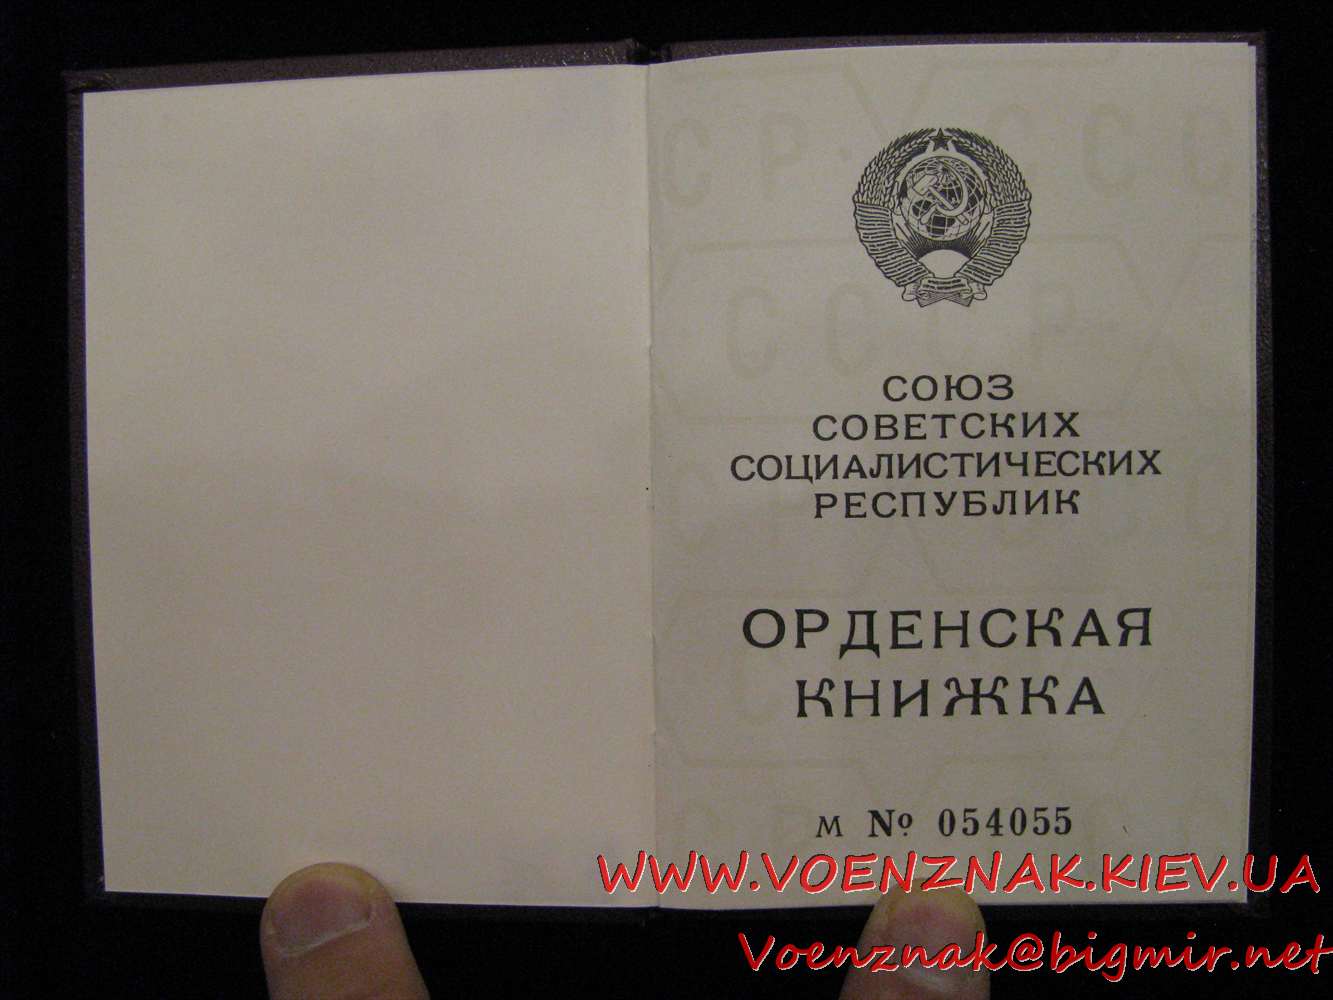 СОЮЗ
СОВЕТСКИХ
СОЦИАЛИСТИЧЕСКИХ
РЕСПУБЛИК
ОРДЕНСКАЯ
КНИЖКА
М № 054055
WWW.VOENZNAK.KIEV.UA
Voenznak@bigmir.net